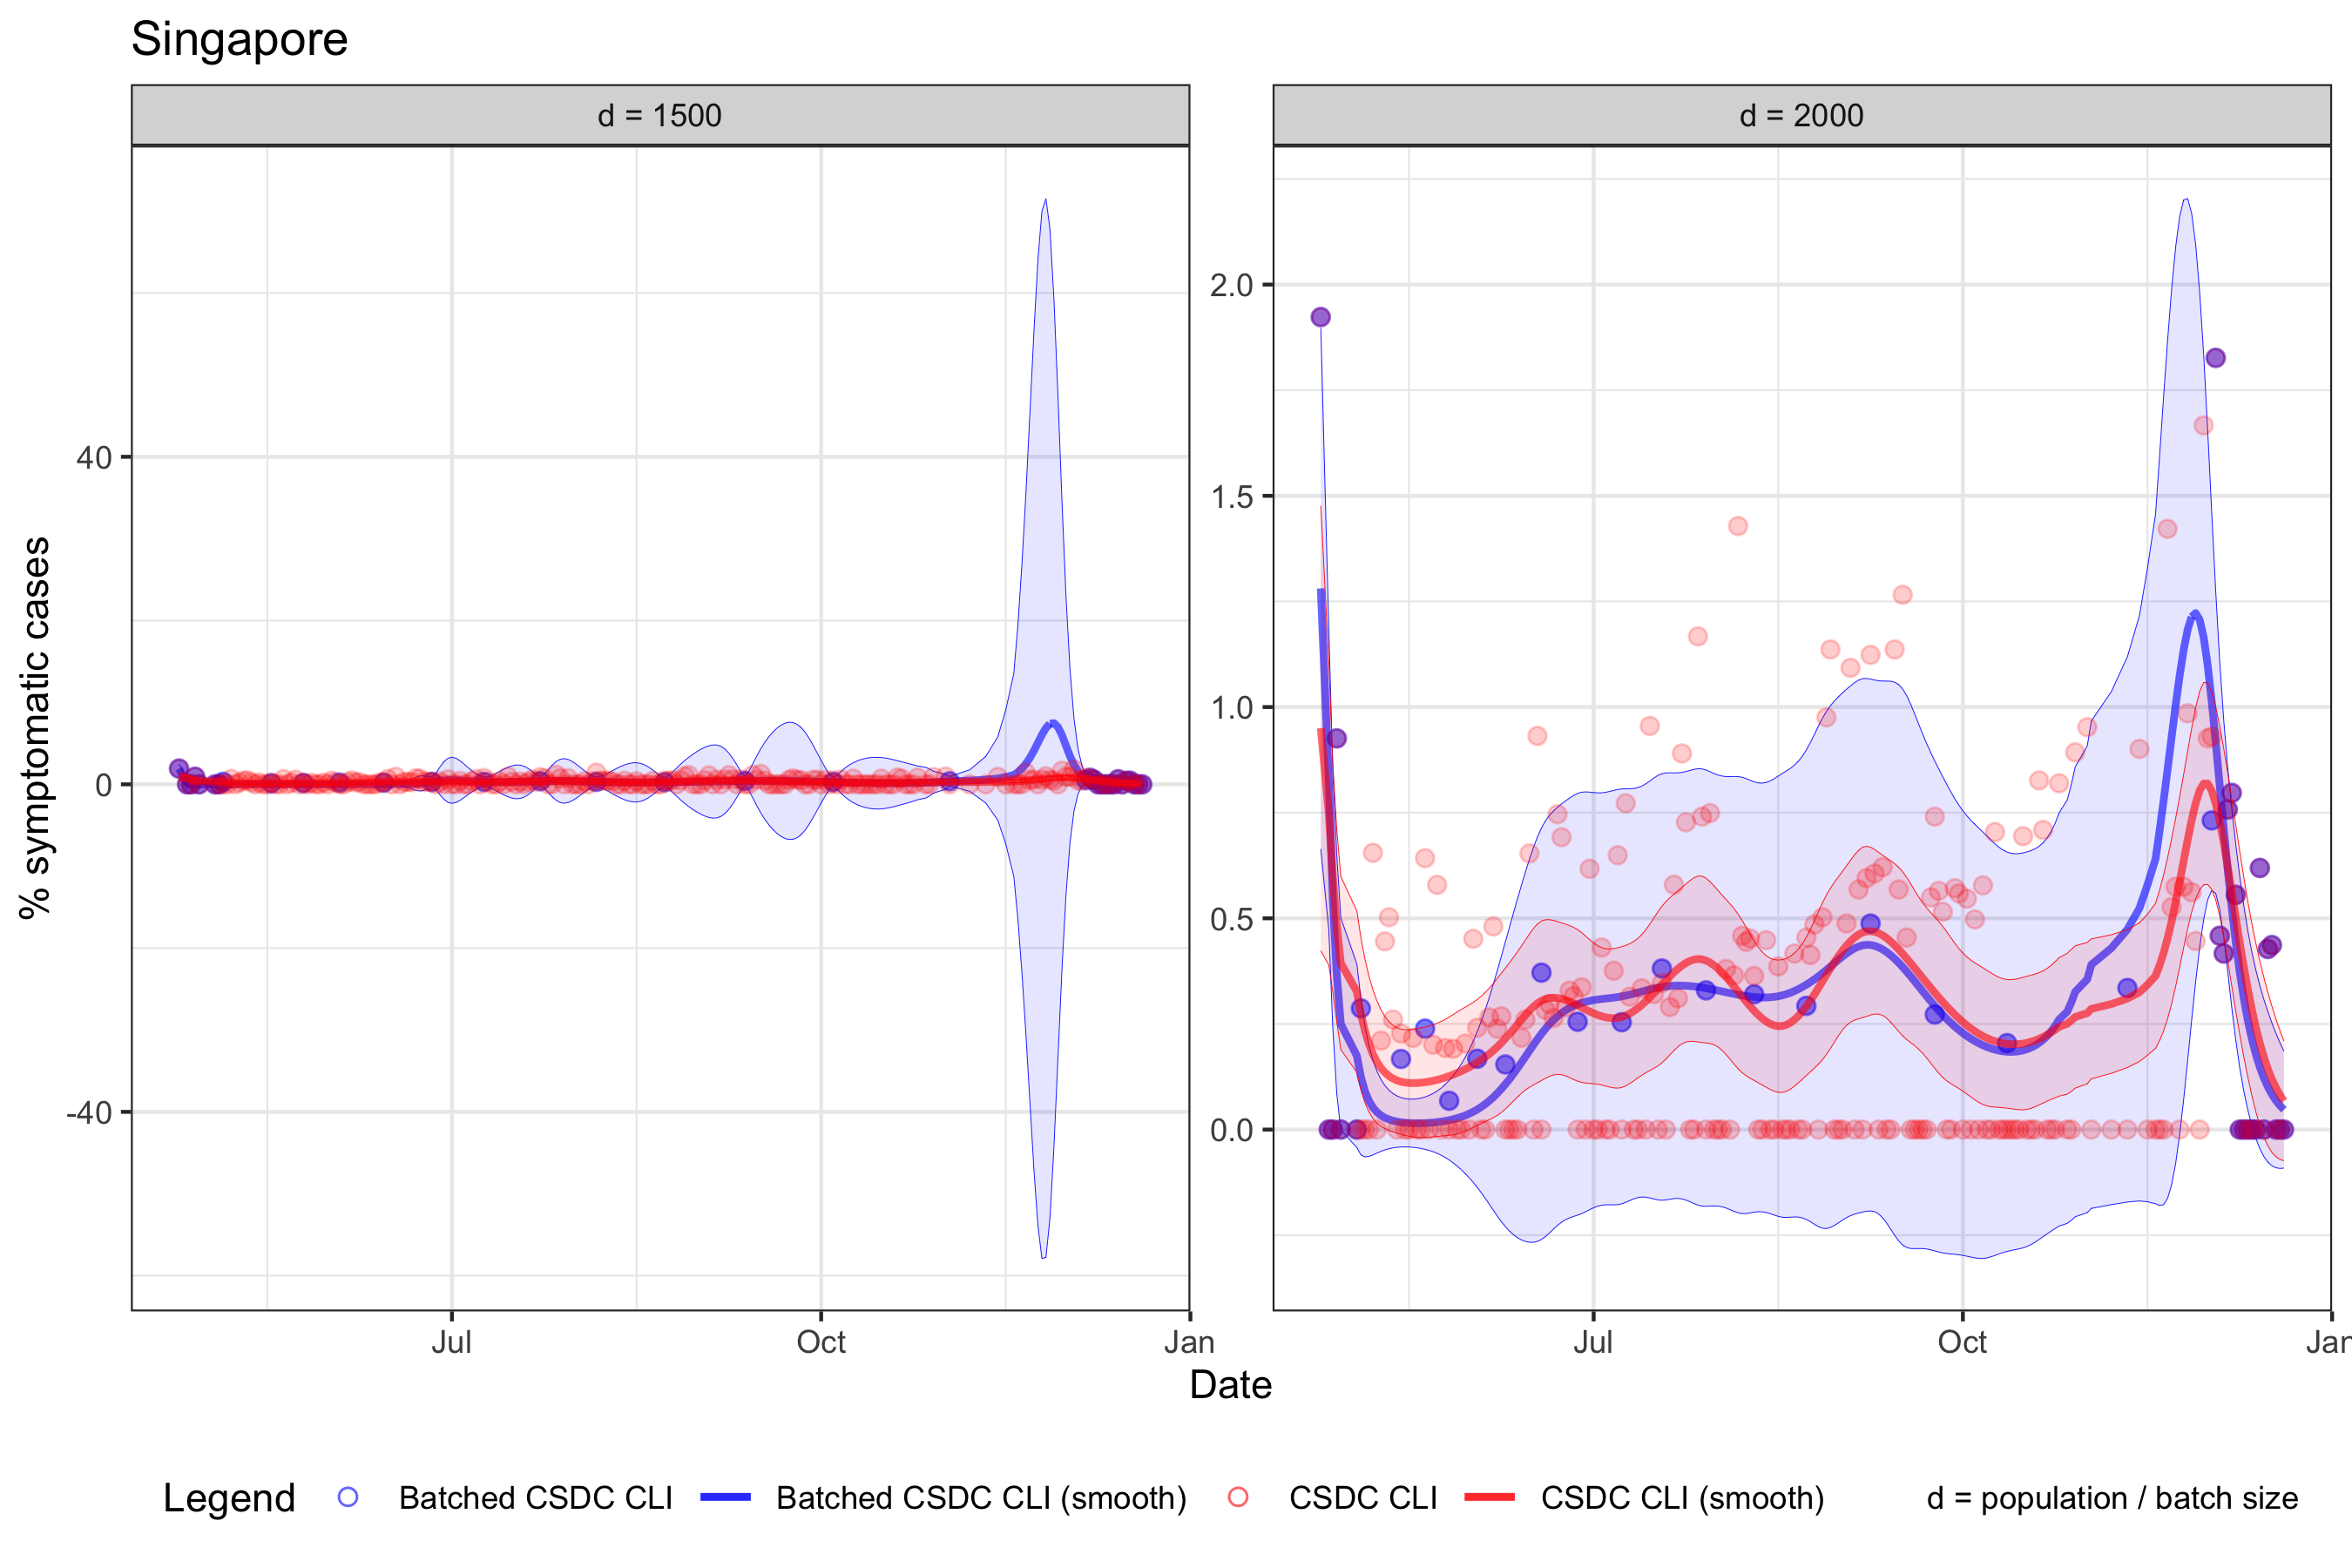 Singapore
d = 1500
d = 2000
% symptomatic cases
40
0
-40
2.0
1.5
1.0
0.5
0.0
Jul
Oct
Jan
Jul
Oct
Jan
Date
Legend
Batched CSDC CLI
Batched CSDC CLI (smooth)
CSDC CLI
CSDC CLI (smooth)
d = population / batch size